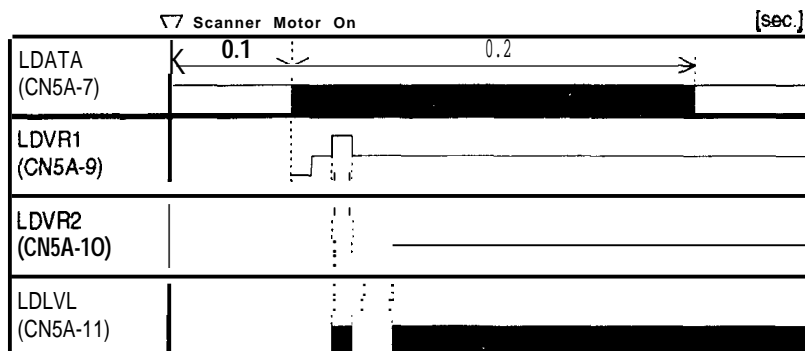 ▽ Scanner Motor On [sec.]
LDATA 0.1 0.2
(CN5A-7)
LDVR1
(CN5A-9)
LDVR2
(CN5A-10)
LDLVL
(CN5A-11)